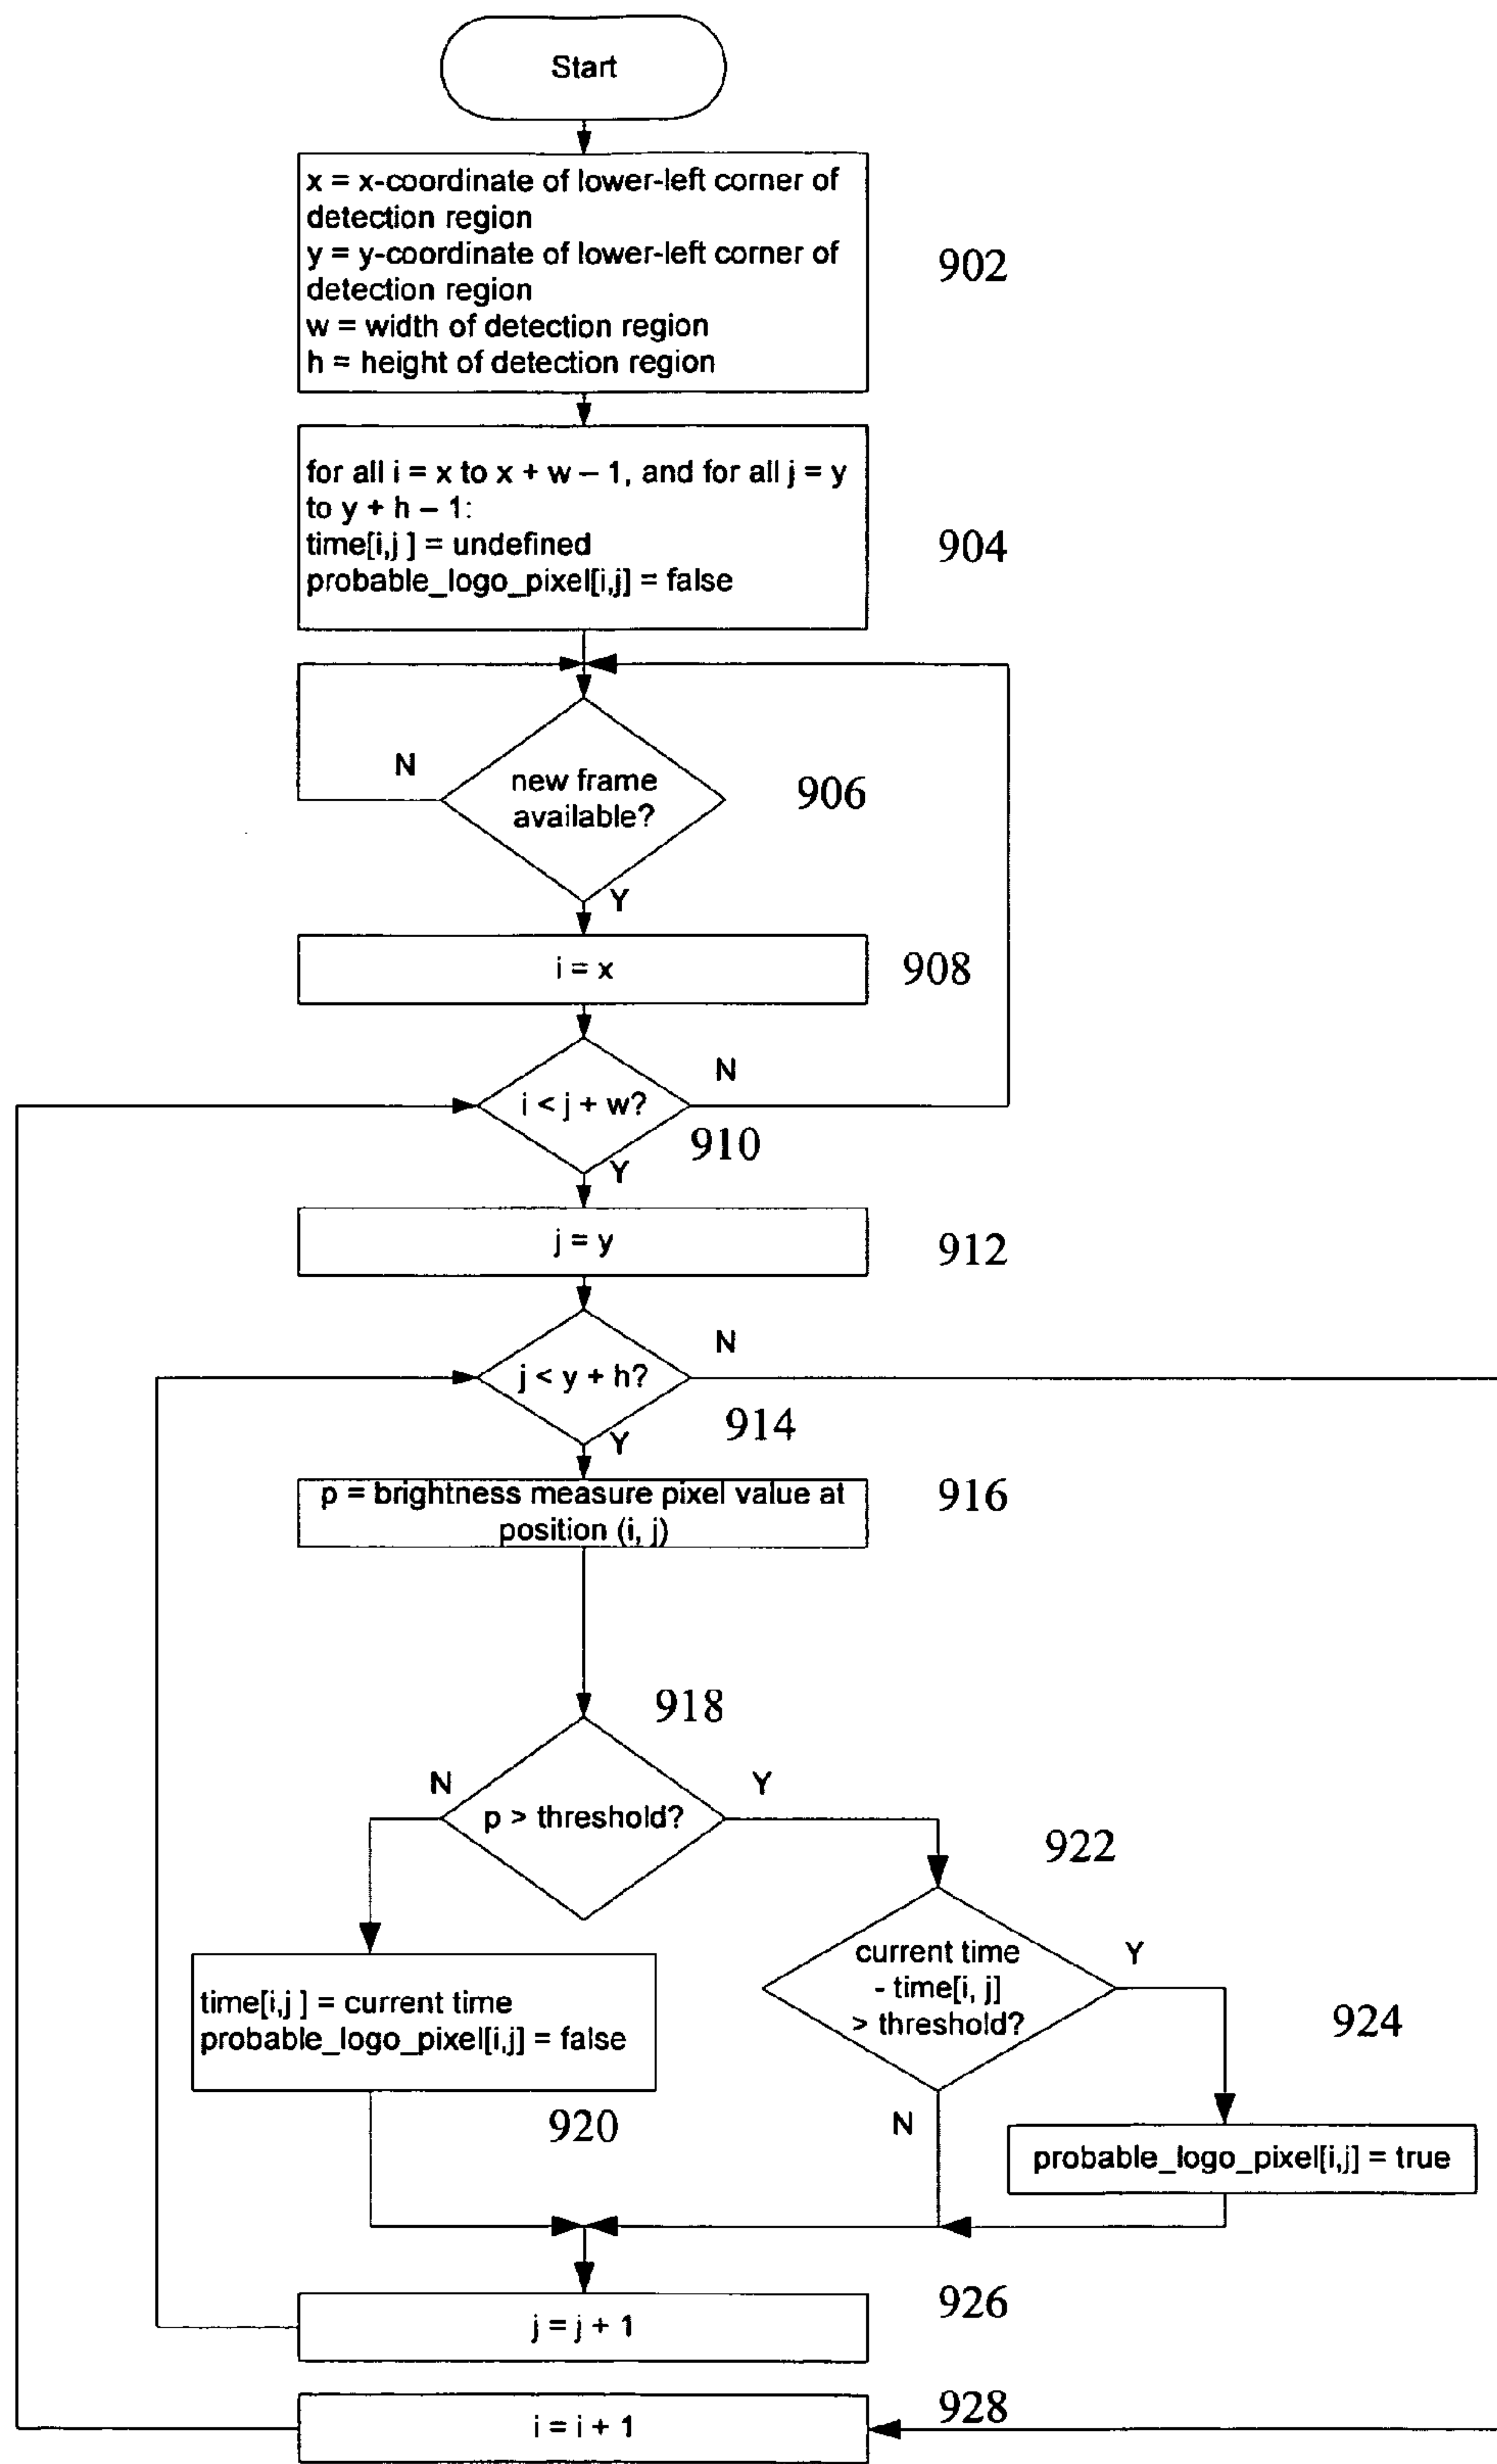 Start
x = x-coordinate of lower-left corner of
detection region
y = y-coordinate of lower-left corner of
detection region
w = width of detection region
h = height of detection region
902
for all i = x to x + w – 1, and for all j = y
to y + h – 1:
time[i,j ] = undefined
probable_logo_pixel[i,j] = false
904
N
new frame
available?
906
Y
i = x
908
N
i < j + w?
910
Y
j = y
912
N
j < y + h?
914
Y
p = brightness measure pixel value at
position (i, j)
916
918
N
Y
p > threshold?
922
current time
- time[i, j]
> threshold?
Y
time[i,j ] = current time
probable_logo_pixel[i,j] = false
924
920
N
probable_logo_pixel[i,j] = true
926
j = j + 1
928
i = i + 1